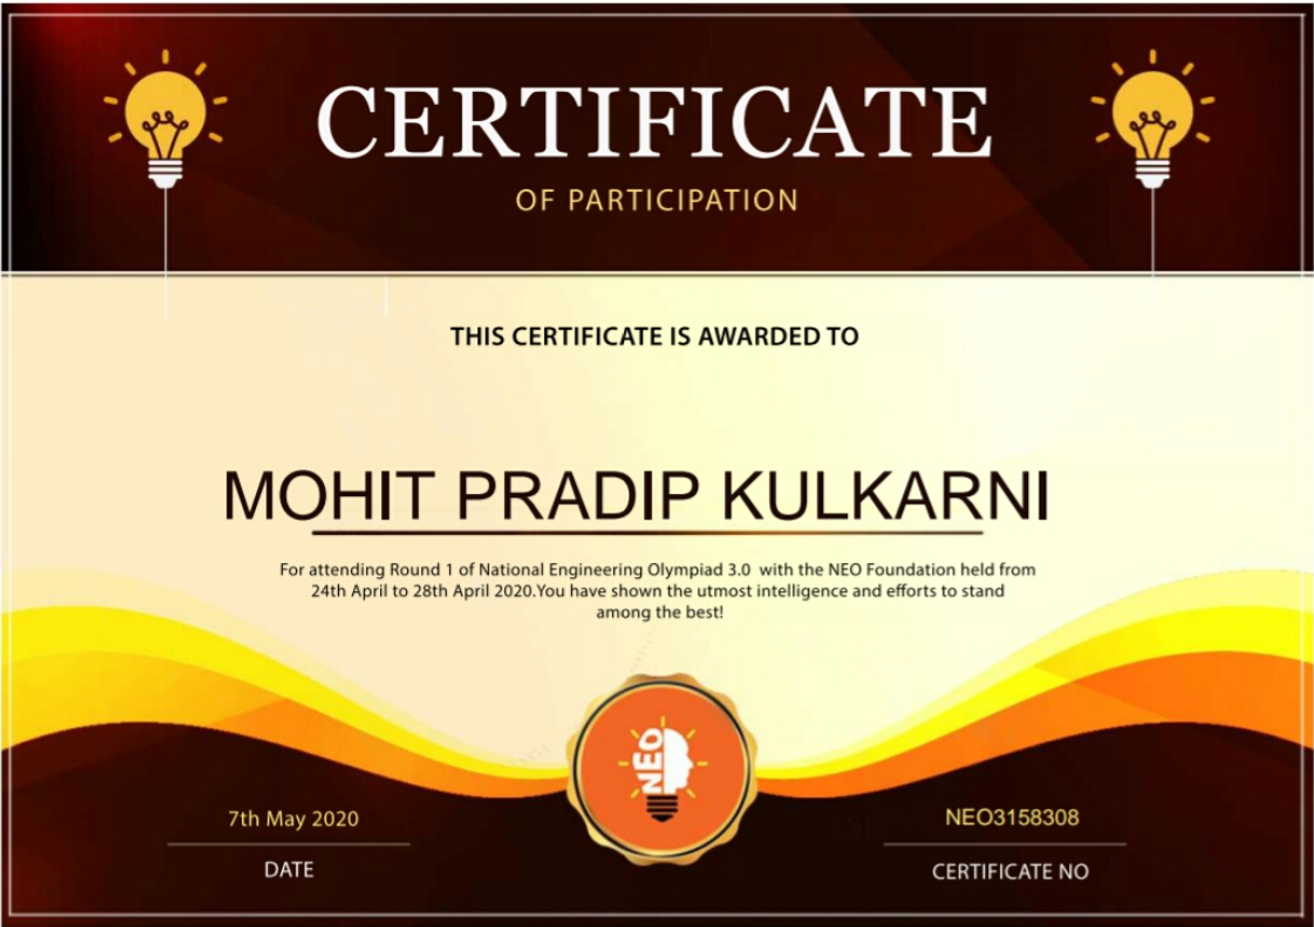 CERTIFICATE
OF PARTICIPATION
THIS CERTIFICATE IS AWARDED TO
MOHIT PRADIP KULKARNI
For attending Round 1 of National Engineering Olympiad 3.0  with the NEO Foundation held from
24th April to 28th April 2020.You have shown the utmost intelligence and efforts to stand
among the best!
NEO
7th May 2020
DATE
NEO3158308
CERTIFICATE NO